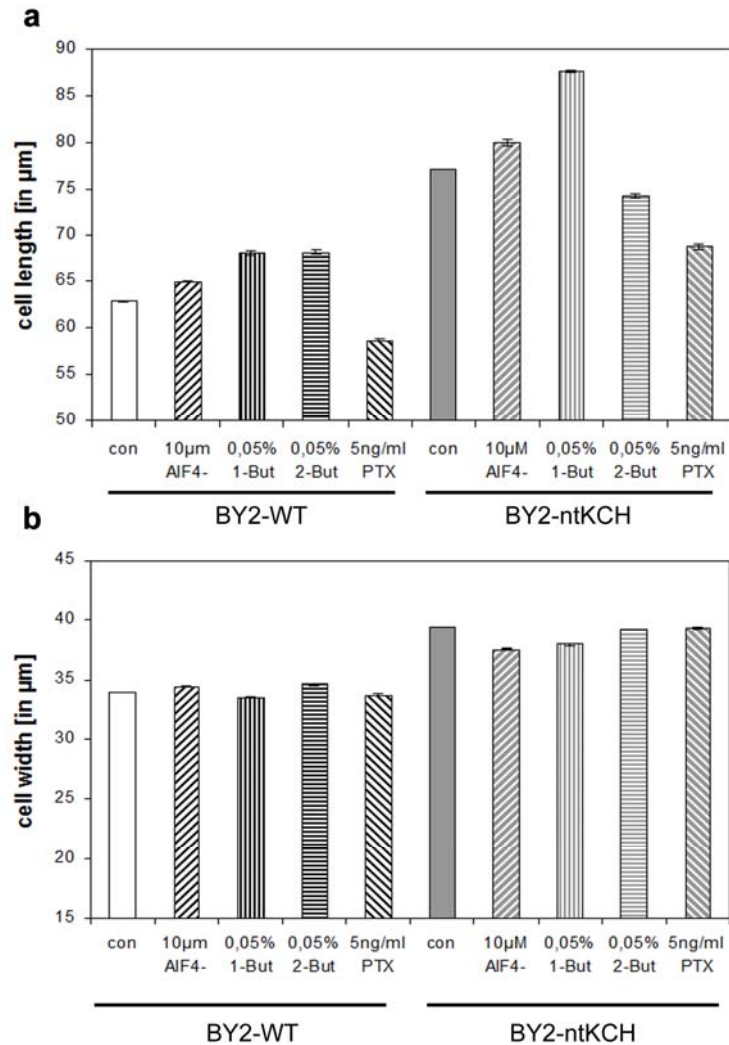 a
cell length [in µm]
90
85
80
75
70
65
60
55
50
con 10µm 0,05% 0,05% 5ng/ml con 10µM 0,05% 0,05% 5ng/ml
AlF4- 1-But 2-But PTX AlF4- 1-But 2-But PTX
BY2-WT BY2-ntKCH
b
cell width [in µm]
45
40
35
30
25
20
15
con 10µm 0,05% 0,05% 5ng/ml con 10µM 0,05% 0,05% 5ng/ml
AlF4- 1-But 2-But PTX AlF4- 1-But 2-But PTX
BY2-WT BY2-ntKCH